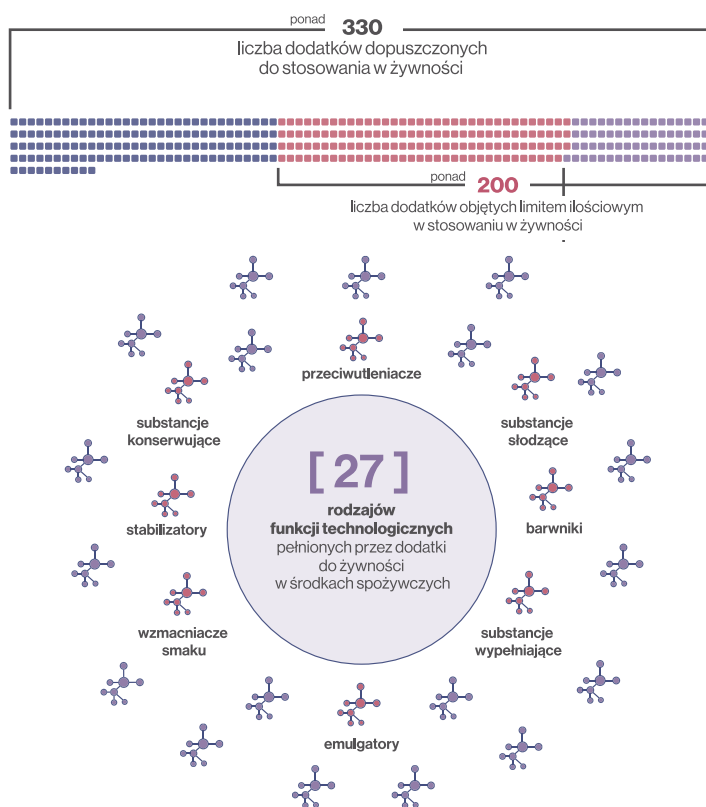 ponad
330
liczba dodatków dopuszczonych
do stosowania w żywności
ponad
200
liczba dodatków objętych limitem ilościowym
w stosowaniu w żywności
przeciwutleniacze
substancje
konserwujące
substancje
słodzące
[ 27 ]
rodzajów
funkcji technologicznych
pełnionych przez dodatki
do żywności
w środkach spożywczych
stabilizatory
barwniki
wzmacniacze
smaku
substancje
wypełniające
emulgatory